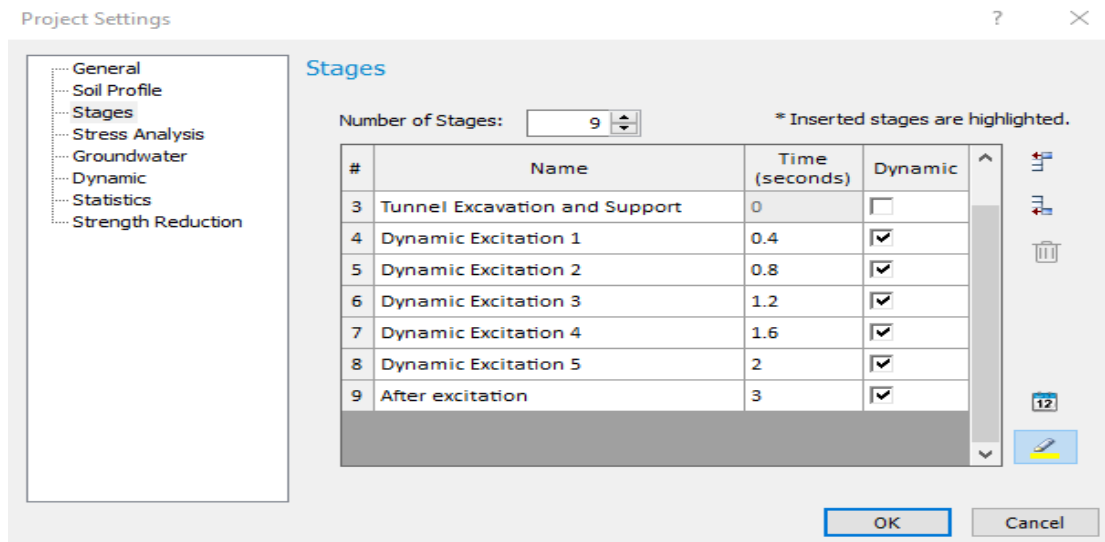 Project Settings ? ×
General
Soil Profile
Stages
Stress Analysis
Groundwater
Dynamic
Statistics
Strength Reduction
Stages
Number of Stages: 9 * Inserted stages are highlighted.
# Name Time (seconds) Dynamic
3 Tunnel Excavation and Support 0
4 Dynamic Excitation 1 0.4
5 Dynamic Excitation 2 0.8
6 Dynamic Excitation 3 1.2
7 Dynamic Excitation 4 1.6
8 Dynamic Excitation 5 2
9 After excitation 3
12
OK Cancel